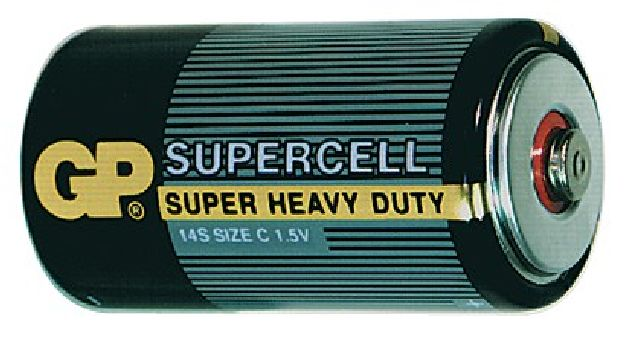 GP®
SUPERCELL
SUPER HEAVY DUTY
14S SIZE C 1.5V
+